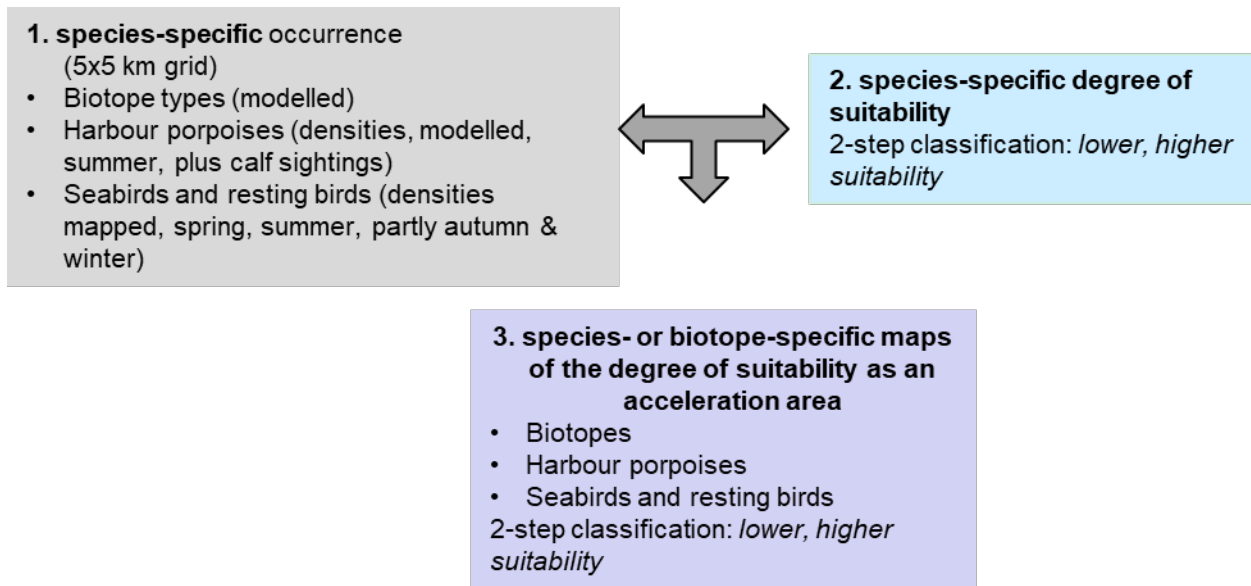 1. species-specific occurrence
(5x5 km grid)
• Biotope types (modelled)
• Harbour porpoises (densities, modelled,
summer, plus calf sightings)
• Seabirds and resting birds (densities
mapped, spring, summer, partly autumn &
winter)
2. species-specific degree of
suitability
2-step classification: lower, higher
suitability
3. species- or biotope-specific maps
of the degree of suitability as an
acceleration area
• Biotopes
• Harbour porpoises
• Seabirds and resting birds
2-step classification: lower, higher
suitability